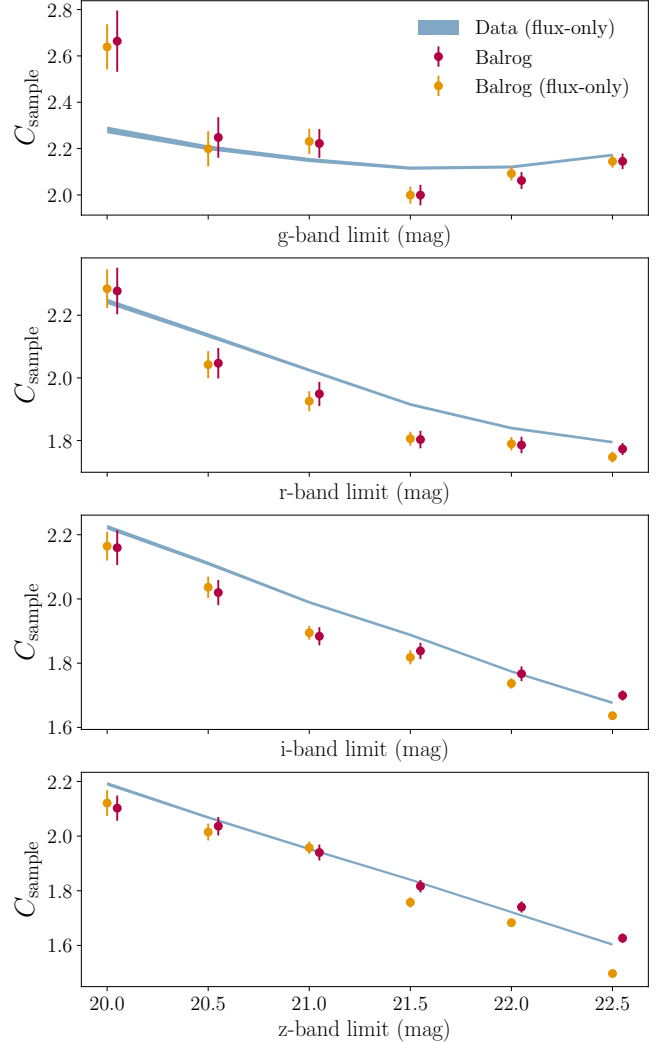 2.8
2.6
2.4
2.2
2.0
C_sample
Data (flux-only)
Balrog
Balrog (flux-only)
g-band limit (mag)
2.2
2.0
1.8
C_sample
r-band limit (mag)
2.2
2.0
1.8
1.6
C_sample
i-band limit (mag)
2.2
2.0
1.8
1.6
C_sample
20.0 20.5 21.0 21.5 22.0 22.5
z-band limit (mag)